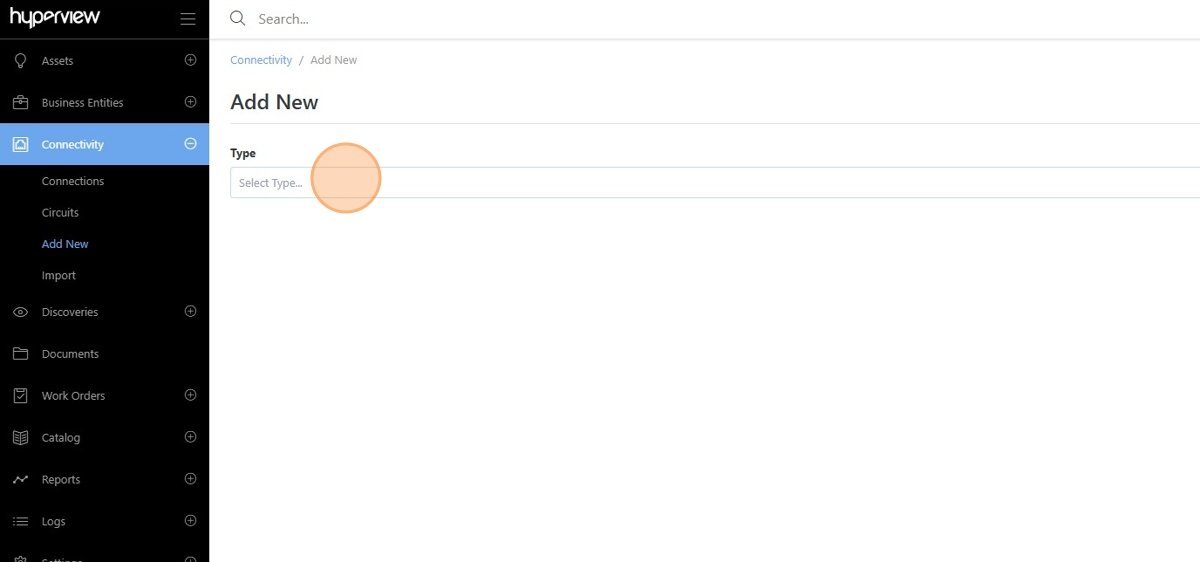 hyperview
Search...
Assets
Business Entities
Connectivity
Connections
Circuits
Add New
Import
Discoveries
Documents
Work Orders
Catalog
Reports
Logs
Settings
Connectivity / Add New
Add New
Type
Select Type...